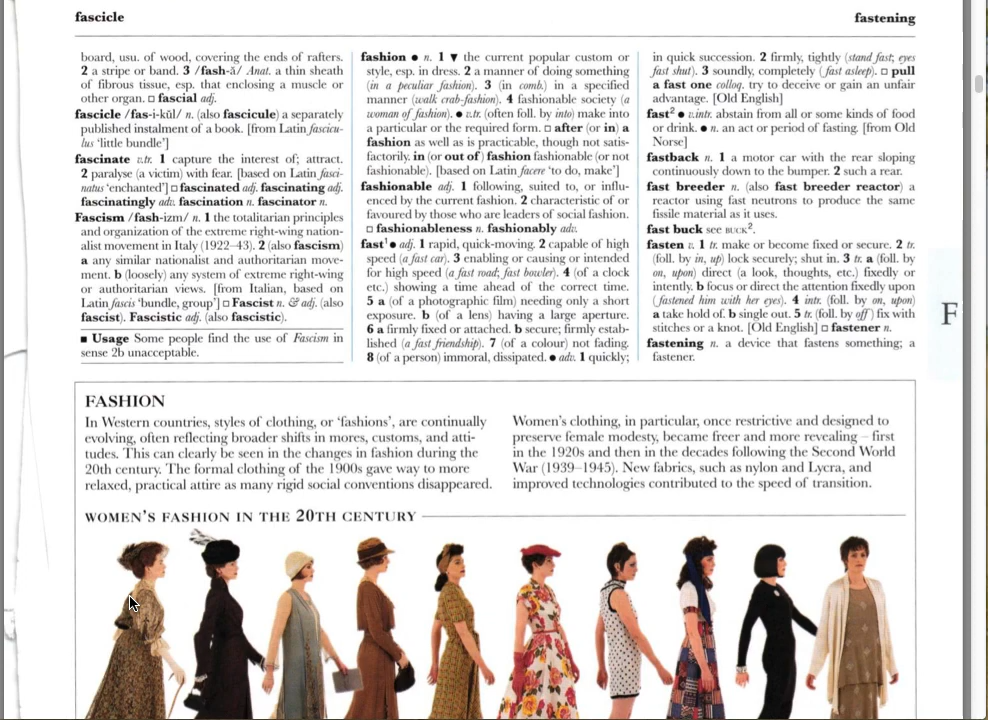 fascicle
fastening
board, usu. of wood, covering the ends of rafters.
2 a stripe or band. 3 /fash-ă/ Anat. a thin sheath
of fibrous tissue, esp. that enclosing a muscle or
other organ. □ fascial adj.
fascicle /fas-i-kŭl/ n. (also fascicule) a separately
published instalment of a book. [from Latin fascicu-
lus ‘little bundle’]
fascinate v.tr. 1 capture the interest of; attract.
2 paralyse (a victim) with fear. [based on Latin fasci-
natus ‘enchanted’] □ fascinated adj. fascinating adj.
fascinatingly adv. fascination n. fascinator n.
Fascism /fash-izm/ n. 1 the totalitarian principles
and organization of the extreme right-wing nation-
alist movement in Italy (1922–43). 2 (also fascism)
a any similar nationalist and authoritarian move-
ment. b (loosely) any system of extreme right-wing
or authoritarian views. [from Italian, based on
Latin fascis ‘bundle, group’] □ Fascist n. & adj. (also
fascist). Fascistic adj. (also fascistic).
■ Usage Some people find the use of Fascism in
sense 2b unacceptable.
fashion ● n. 1 ▼ the current popular custom or
style, esp. in dress. 2 a manner of doing something
(in a peculiar fashion). 3 (in comb.) in a specified
manner (walk crab-fashion). 4 fashionable society (a
woman of fashion). ● v.tr. (often foll. by into) make into
a particular or the required form. □ after (or in) a
fashion as well as is practicable, though not satis-
factorily. in (or out of) fashion fashionable (or not
fashionable). [based on Latin facere ‘to do, make’]
fashionable adj. 1 following, suited to, or influ-
enced by the current fashion. 2 characteristic of or
favoured by those who are leaders of social fashion.
□ fashionableness n. fashionably adv.
fast¹ ● adj. 1 rapid, quick-moving. 2 capable of high
speed (a fast car). 3 enabling or causing or intended
for high speed (a fast road; fast bowler). 4 (of a clock
etc.) showing a time ahead of the correct time.
5 a (of a photographic film) needing only a short
exposure. b (of a lens) having a large aperture.
6 a firmly fixed or attached. b secure; firmly estab-
lished (a fast friendship). 7 (of a colour) not fading.
8 (of a person) immoral, dissipated. ● adv. 1 quickly;
in quick succession. 2 firmly, tightly (stand fast; eyes
fast shut). 3 soundly, completely (fast asleep). □ pull
a fast one colloq. try to deceive or gain an unfair
advantage. [Old English]
fast² ● v.intr. abstain from all or some kinds of food
or drink. ● n. an act or period of fasting. [from Old
Norse]
fastback n. 1 a motor car with the rear sloping
continuously down to the bumper. 2 such a rear.
fast breeder n. (also fast breeder reactor) a
reactor using fast neutrons to produce the same
fissile material as it uses.
fast buck see BUCK².
fasten v. 1 tr. make or become fixed or secure. 2 tr.
(foll. by in, up) lock securely; shut in. 3 tr. a (foll. by
on, upon) direct (a look, thoughts, etc.) fixedly or
intently. b focus or direct the attention fixedly upon
(fastened him with her eyes). 4 intr. (foll. by on, upon)
a take hold of. b single out. 5 tr. (foll. by off) fix with
stitches or a knot. [Old English] □ fastener n.
fastening n. a device that fastens something; a
fastener.
F
FASHION
In Western countries, styles of clothing, or ‘fashions’, are continually
evolving, often reflecting broader shifts in mores, customs, and atti-
tudes. This can clearly be seen in the changes in fashion during the
20th century. The formal clothing of the 1900s gave way to more
relaxed, practical attire as many rigid social conventions disappeared.
Women’s clothing, in particular, once restrictive and designed to
preserve female modesty, became freer and more revealing – first
in the 1920s and then in the decades following the Second World
War (1939–1945). New fabrics, such as nylon and Lycra, and
improved technologies contributed to the speed of transition.
WOMEN’S FASHION IN THE 20TH CENTURY